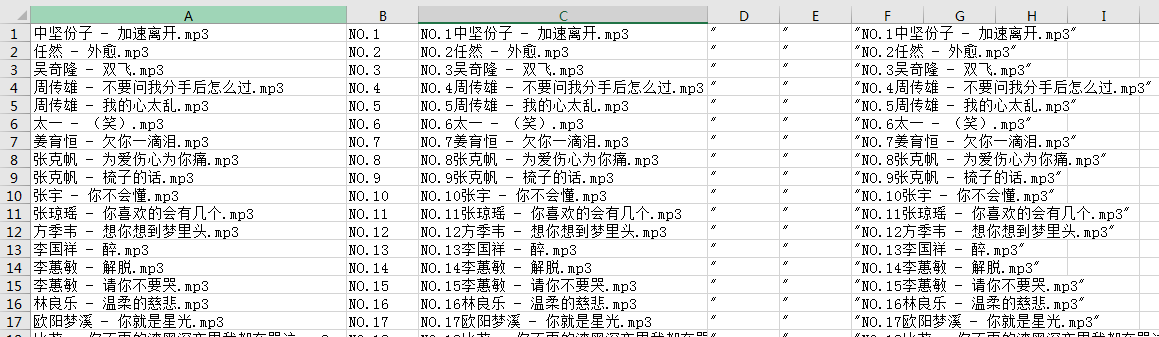 A B C D E F G H I
1 中坚份子 - 加速离开.mp3 NO.1 NO.1中坚份子 - 加速离开.mp3 " " "NO.1中坚份子 - 加速离开.mp3"
2 任然 - 外愈.mp3 NO.2 NO.2任然 - 外愈.mp3 " " "NO.2任然 - 外愈.mp3"
3 吴奇隆 - 双飞.mp3 NO.3 NO.3吴奇隆 - 双飞.mp3 " " "NO.3吴奇隆 - 双飞.mp3"
4 周传雄 - 不要问我分手后怎么过.mp3 NO.4 NO.4周传雄 - 不要问我分手后怎么过.mp3 " " "NO.4周传雄 - 不要问我分手后怎么过.mp3"
5 周传雄 - 我的心太乱.mp3 NO.5 NO.5周传雄 - 我的心太乱.mp3 " " "NO.5周传雄 - 我的心太乱.mp3"
6 太一 - （笑）.mp3 NO.6 NO.6太一 - （笑）.mp3 " " "NO.6太一 - （笑）.mp3"
7 姜育恒 - 欠你一滴泪.mp3 NO.7 NO.7姜育恒 - 欠你一滴泪.mp3 " " "NO.7姜育恒 - 欠你一滴泪.mp3"
8 张克帆 - 为爱伤心为你痛.mp3 NO.8 NO.8张克帆 - 为爱伤心为你痛.mp3 " " "NO.8张克帆 - 为爱伤心为你痛.mp3"
9 张克帆 - 梳子的话.mp3 NO.9 NO.9张克帆 - 梳子的话.mp3 " " "NO.9张克帆 - 梳子的话.mp3"
10 张宇 - 你不会懂.mp3 NO.10 NO.10张宇 - 你不会懂.mp3 " " "NO.10张宇 - 你不会懂.mp3"
11 张琼瑶 - 你喜欢的会有几个.mp3 NO.11 NO.11张琼瑶 - 你喜欢的会有几个.mp3 " " "NO.11张琼瑶 - 你喜欢的会有几个.mp3"
12 方季韦 - 想你想到梦里头.mp3 NO.12 NO.12方季韦 - 想你想到梦里头.mp3 " " "NO.12方季韦 - 想你想到梦里头.mp3"
13 李国祥 - 醉.mp3 NO.13 NO.13李国祥 - 醉.mp3 " " "NO.13李国祥 - 醉.mp3"
14 李蕙敏 - 解脱.mp3 NO.14 NO.14李蕙敏 - 解脱.mp3 " " "NO.14李蕙敏 - 解脱.mp3"
15 李蕙敏 - 请你不要哭.mp3 NO.15 NO.15李蕙敏 - 请你不要哭.mp3 " " "NO.15李蕙敏 - 请你不要哭.mp3"
16 林良乐 - 温柔的慈悲.mp3 NO.16 NO.16林良乐 - 温柔的慈悲.mp3 " " "NO.16林良乐 - 温柔的慈悲.mp3"
17 欧阳梦溪 - 你就是星光.mp3 NO.17 NO.17欧阳梦溪 - 你就是星光.mp3 " " "NO.17欧阳梦溪 - 你就是星光.mp3"